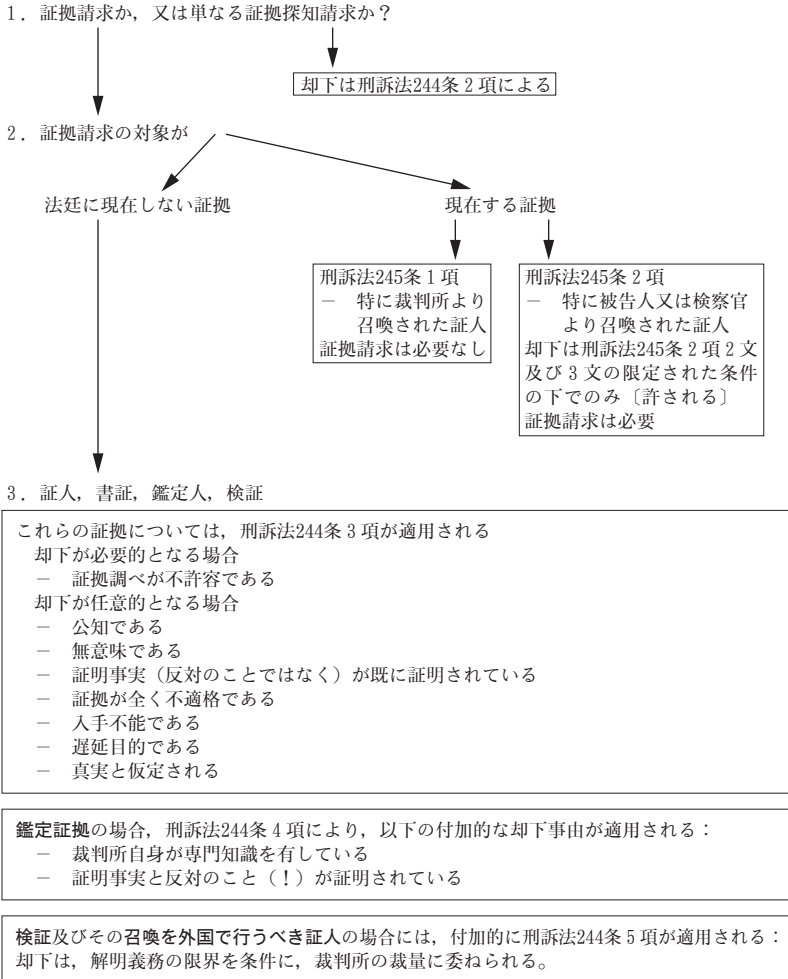 1．証拠請求か，又は単なる証拠探知請求か？
却下は刑訴法244条2項による
2．証拠請求の対象が
法廷に現在しない証拠
現在する証拠
刑訴法245条1項
－　特に裁判所より
召喚された証人
証拠請求は必要なし
刑訴法245条2項
－　特に被告人又は検察官
より召喚された証人
却下は刑訴法245条2項2文
及び3文の限定された条件
の下でのみ〔許される〕
証拠請求は必要
3．証人，書証，鑑定人，検証
これらの証拠については，刑訴法244条3項が適用される
却下が必要的となる場合
－　証拠調べが不許容である
却下が任意的となる場合
－　公知である
－　無意味である
－　証明事実（反対のことではなく）が既に証明されている
－　証拠が全く不適格である
－　入手不能である
－　遅延目的である
－　真実と仮定される
鑑定証拠の場合，刑訴法244条4項により，以下の付加的な却下事由が適用される：
－　裁判所自身が専門知識を有している
－　証明事実と反対のこと（！）が証明されている
検証及びその召喚を外国で行うべき証人の場合には，付加的に刑訴法244条5項が適用される：
却下は，解明義務の限界を条件に，裁判所の裁量に委ねられる。